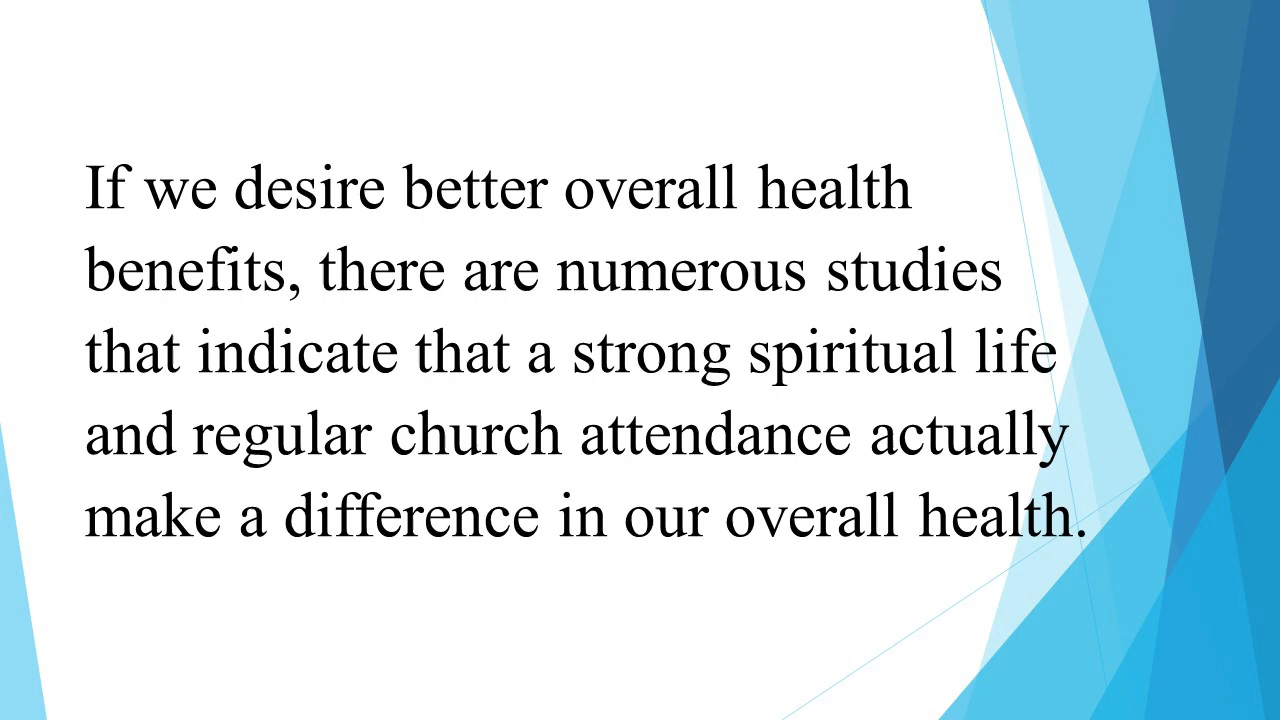 If we desire better overall health
benefits, there are numerous studies
that indicate that a strong spiritual life
and regular church attendance actually
make a difference in our overall health.